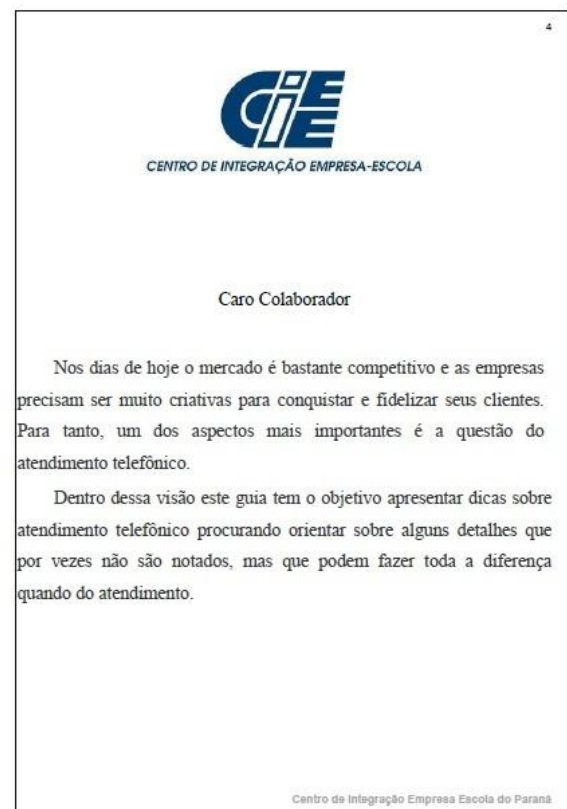 4
CIEE
CENTRO DE INTEGRAÇÃO EMPRESA-ESCOLA
Caro Colaborador
Nos dias de hoje o mercado é bastante competitivo e as empresas
precisam ser muito criativas para conquistar e fidelizar seus clientes.
Para tanto, um dos aspectos mais importantes é a questão do
atendimento telefônico.
Dentro dessa visão este guia tem o objetivo apresentar dicas sobre
atendimento telefônico procurando orientar sobre alguns detalhes que
por vezes não são notados, mas que podem fazer toda a diferença
quando do atendimento.
Centro de Integração Empresa Escola do Paraná